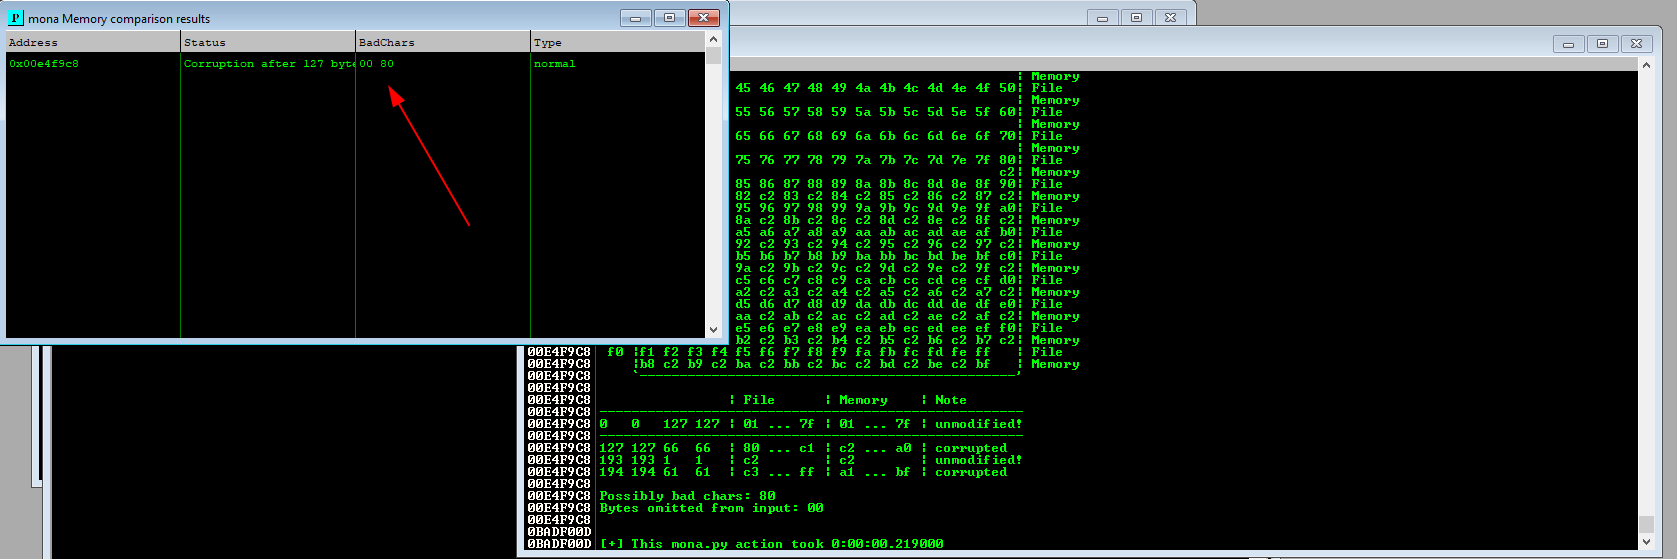 P mona Memory comparison results
Address Status BadChars Type
0x00e4f9c8 Corruption after 127 byte 00 80 normal
¦ Memory
45 46 47 48 49 4a 4b 4c 4d 4e 4f 50¦ File
¦ Memory
55 56 57 58 59 5a 5b 5c 5d 5e 5f 60¦ File
¦ Memory
65 66 67 68 69 6a 6b 6c 6d 6e 6f 70¦ File
¦ Memory
75 76 77 78 79 7a 7b 7c 7d 7e 7f 80¦ File
c2¦ Memory
85 86 87 88 89 8a 8b 8c 8d 8e 8f 90¦ File
82 c2 83 c2 84 c2 85 c2 86 c2 87 c2¦ Memory
95 96 97 98 99 9a 9b 9c 9d 9e 9f a0¦ File
8a c2 8b c2 8c c2 8d c2 8e c2 8f c2¦ Memory
a5 a6 a7 a8 a9 aa ab ac ad ae af b0¦ File
92 c2 93 c2 94 c2 95 c2 96 c2 97 c2¦ Memory
b5 b6 b7 b8 b9 ba bb bc bd be bf c0¦ File
9a c2 9b c2 9c c2 9d c2 9e c2 9f c2¦ Memory
c5 c6 c7 c8 c9 ca cb cc cd ce cf d0¦ File
a2 c2 a3 c2 a4 c2 a5 c2 a6 c2 a7 c2¦ Memory
d5 d6 d7 d8 d9 da db dc dd de df e0¦ File
aa c2 ab c2 ac c2 ad c2 ae c2 af c2¦ Memory
e5 e6 e7 e8 e9 ea eb ec ed ee ef f0¦ File
b2 c2 b3 c2 b4 c2 b5 c2 b6 c2 b7 c2¦ Memory
00E4F9C8 f0 ¦f1 f2 f3 f4 f5 f6 f7 f8 f9 fa fb fc fd fe ff ¦ File
00E4F9C8 ¦b8 c2 b9 c2 ba c2 bb c2 bc c2 bd c2 be c2 bf ¦ Memory
00E4F9C8 `-----------------------------------------------'
00E4F9C8
00E4F9C8 ¦ File ¦ Memory ¦ Note
00E4F9C8 -----------------------------------------------------
00E4F9C8 0 0 127 127 ¦ 01 ... 7f ¦ 01 ... 7f ¦ unmodified!
00E4F9C8 -----------------------------------------------------
00E4F9C8 127 127 66 66 ¦ 80 ... c1 ¦ c2 ... a0 ¦ corrupted
00E4F9C8 193 193 1 1 ¦ c2 ¦ c2 ¦ unmodified!
00E4F9C8 194 194 61 61 ¦ c3 ... ff ¦ a1 ... bf ¦ corrupted
00E4F9C8
00E4F9C8 Possibly bad chars: 80
00E4F9C8 Bytes omitted from input: 00
00E4F9C8
0BADF00D
0BADF00D [+] This mona.py action took 0:00:00.219000